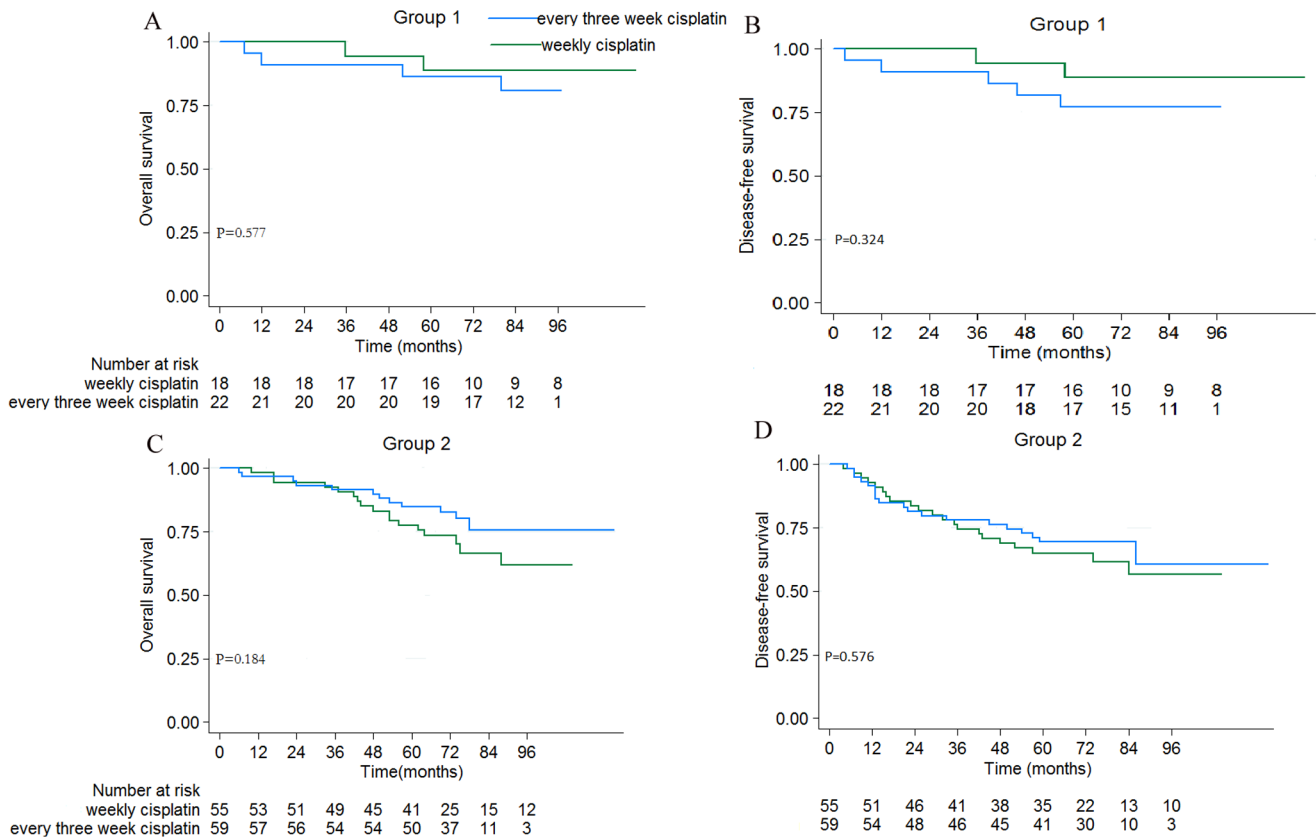 A
Group 1
every three week cisplatin
weekly cisplatin
Overall survival
1.00
0.75
0.50
0.25
0.00
P=0.577
0 12 24 36 48 60 72 84 96
Time (months)
Number at risk
weekly cisplatin 18 18 18 17 17 16 10 9 8
every three week cisplatin 22 21 20 20 20 19 17 12 1
B
Group 1
Disease-free survival
1.00
0.75
0.50
0.25
0.00
P=0.324
0 12 24 36 48 60 72 84 96
Time (months)
18 18 18 17 17 16 10 9 8
22 21 20 20 18 17 15 11 1
C
Group 2
Overall survival
1.00
0.75
0.50
0.25
0.00
P=0.184
0 12 24 36 48 60 72 84 96
Time(months)
Number at risk
weekly cisplatin 55 53 51 49 45 41 25 15 12
every three week cisplatin 59 57 56 54 54 50 37 11 3
D
Group 2
Disease-free survival
1.00
0.75
0.50
0.25
0.00
P=0.576
0 12 24 36 48 60 72 84 96
Time (months)
55 51 46 41 38 35 22 13 10
59 54 48 46 45 41 30 10 3